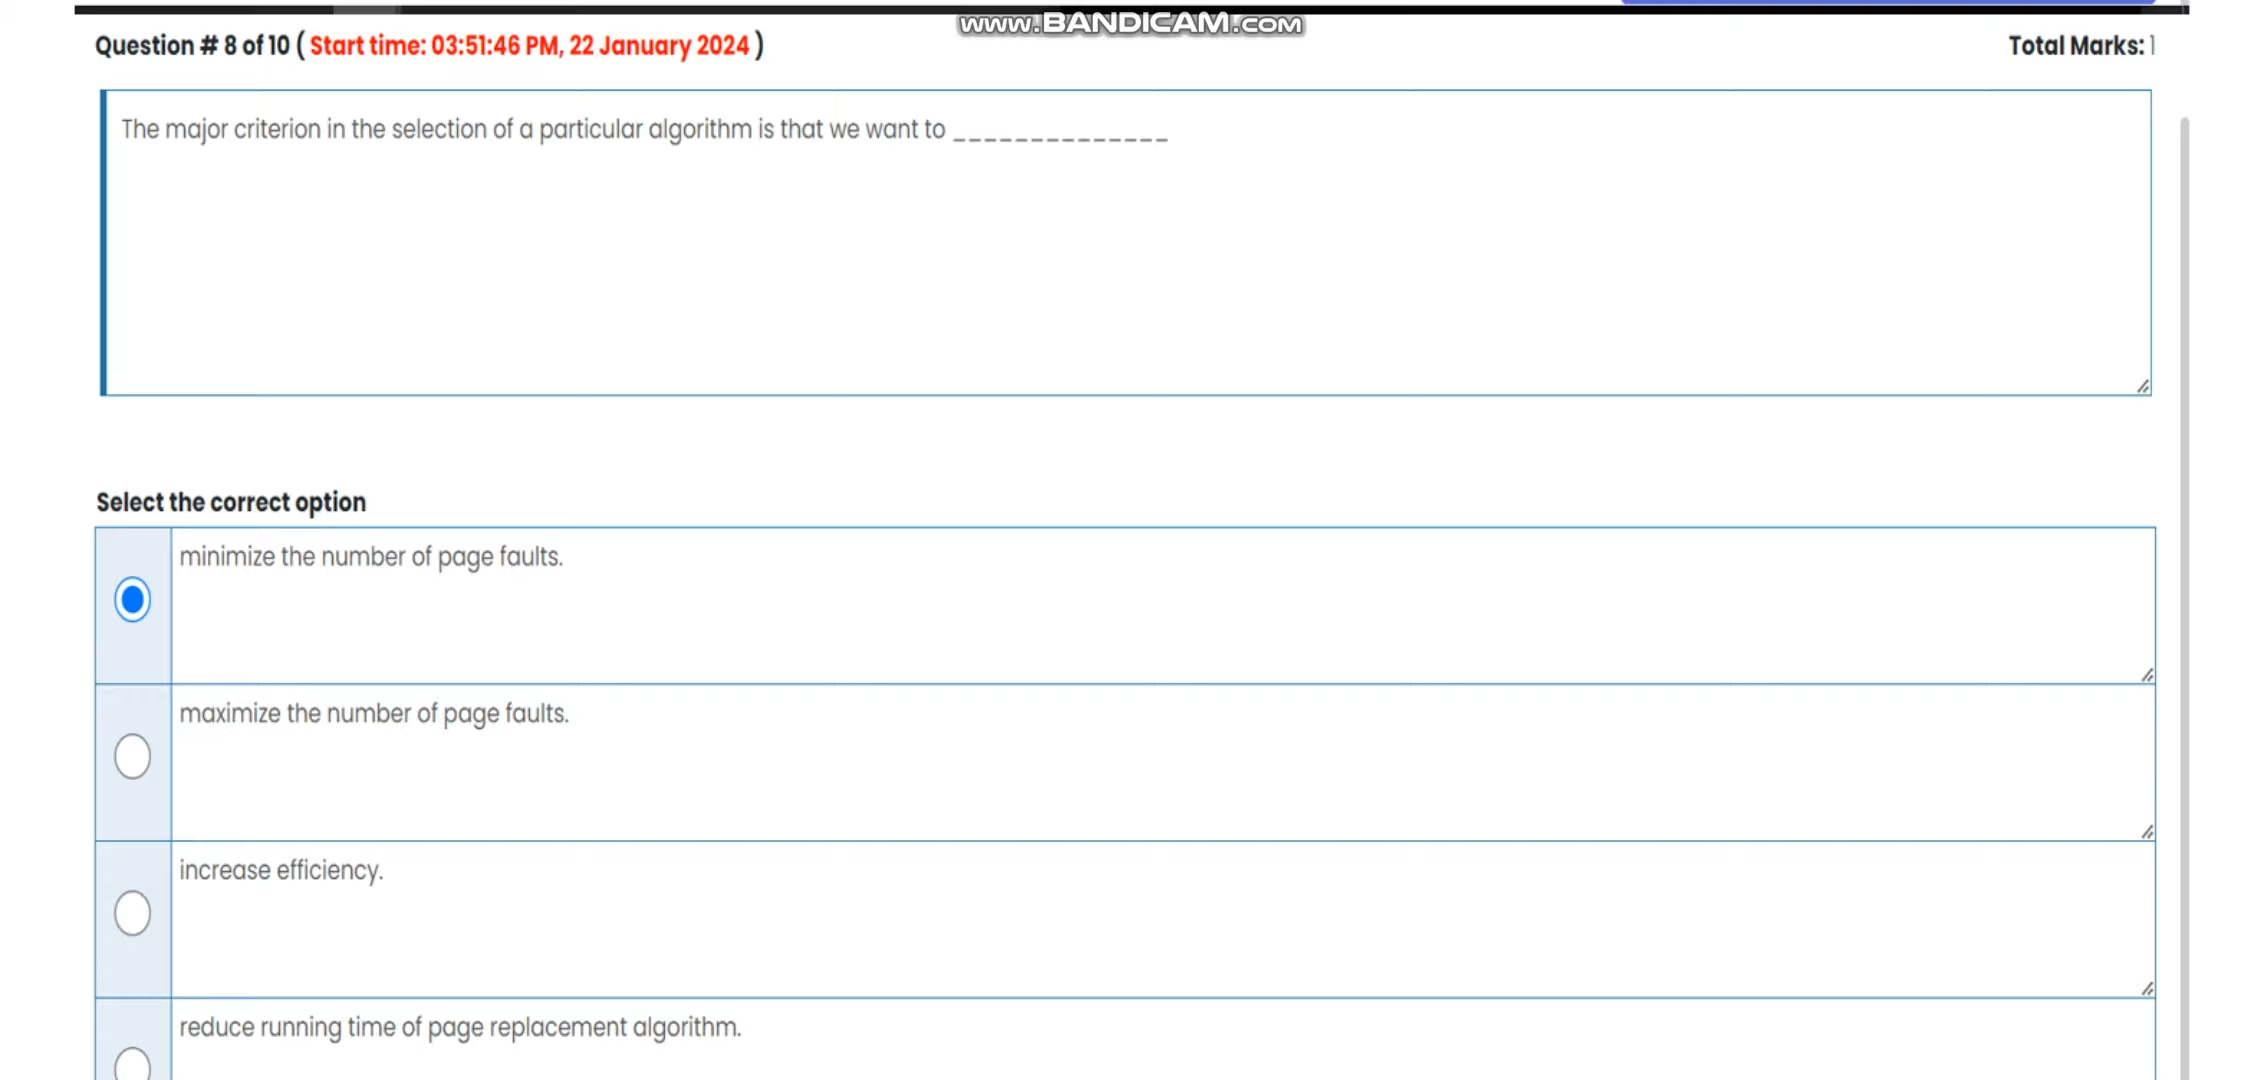 www.BANDICAM.com
Question # 8 of 10 ( Start time: 03:51:46 PM, 22 January 2024 )
Total Marks: 1
The major criterion in the selection of a particular algorithm is that we want to ______________
Select the correct option
minimize the number of page faults.
maximize the number of page faults.
increase efficiency.
reduce running time of page replacement algorithm.